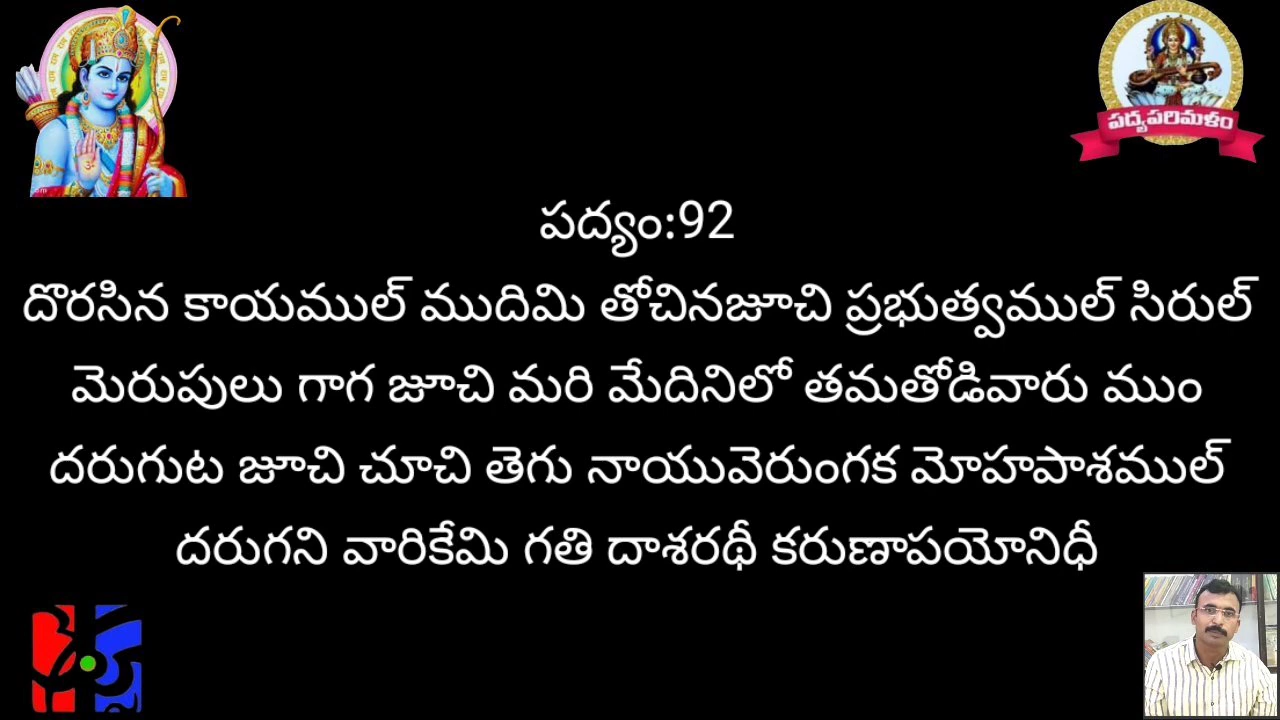 పద్యపరిమళం
పద్యం:92
దొరసిన కాయముల్ ముదిమి తోచినజూచి ప్రభుత్వముల్ సిరుల్
మెరుపులు గాగ జూచి మరి మేదినిలో తమతోడివారు ముం
దరుగుట జూచి చూచి తెగు నాయువెరుంగక మోహపాశముల్
దరుగని వారికేమి గతి దాశరథీ కరుణాపయోనిధీ